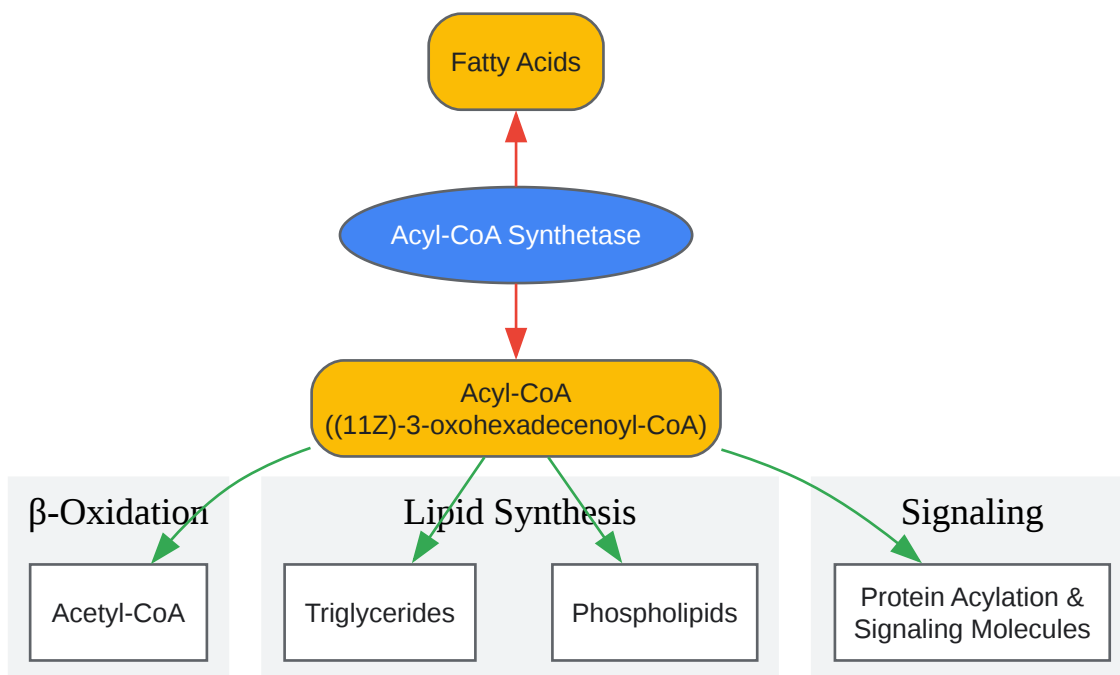 Fatty Acids
Acyl-CoA Synthetase
Acyl-CoA
((11Z)-3-oxohexadecenoyl-CoA)
β-Oxidation
Lipid Synthesis
Signaling
Acetyl-CoA
Triglycerides
Phospholipids
Protein Acylation &
Signaling Molecules